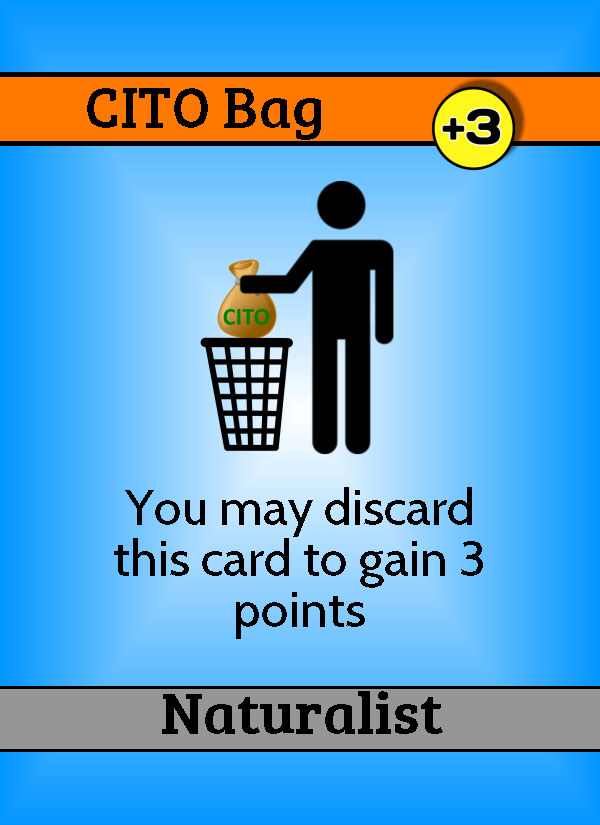 CITO Bag
+3
CITO
You may discard
this card to gain 3
points
Naturalist